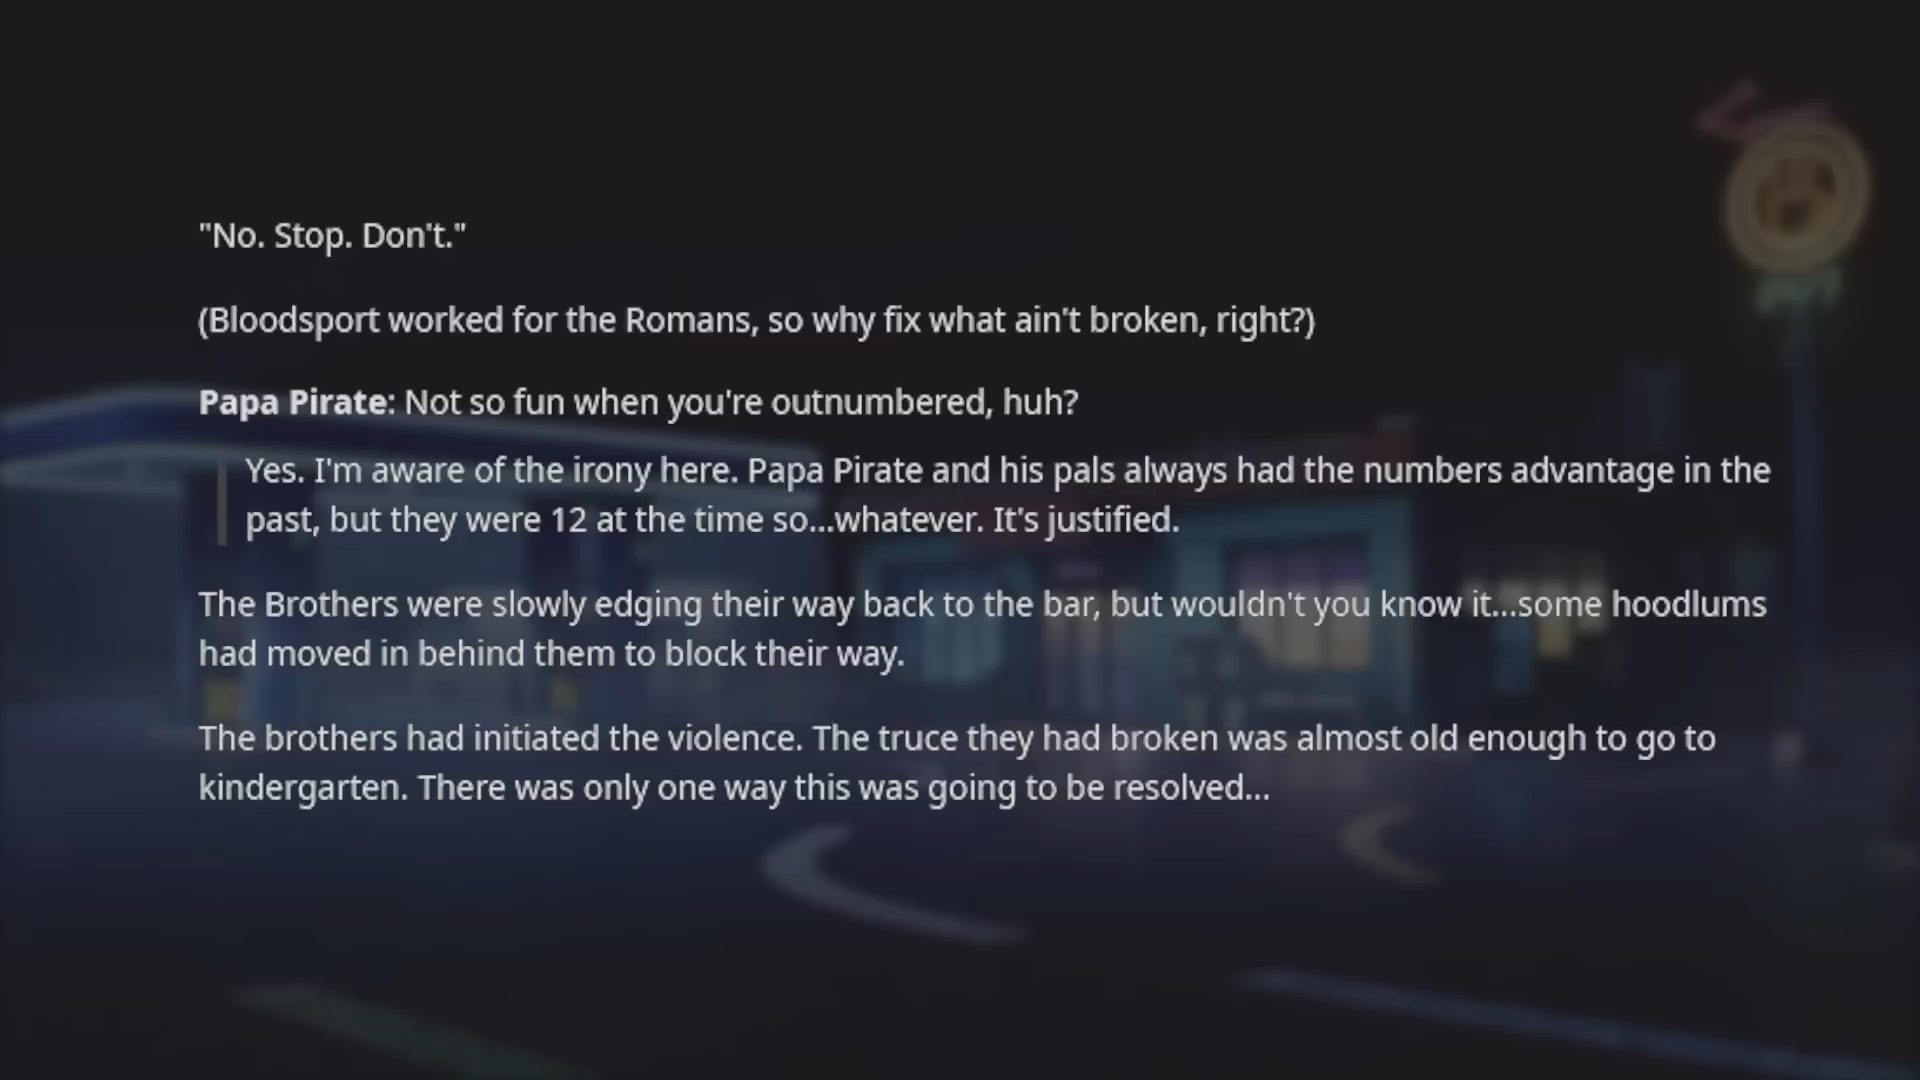 "No. Stop. Don't."
(Bloodsport worked for the Romans, so why fix what ain't broken, right?)
Papa Pirate: Not so fun when you're outnumbered, huh?
Yes. I'm aware of the irony here. Papa Pirate and his pals always had the numbers advantage in the
past, but they were 12 at the time so...whatever. It's justified.
The Brothers were slowly edging their way back to the bar, but wouldn't you know it...some hoodlums
had moved in behind them to block their way.
The brothers had initiated the violence. The truce they had broken was almost old enough to go to
kindergarten. There was only one way this was going to be resolved...